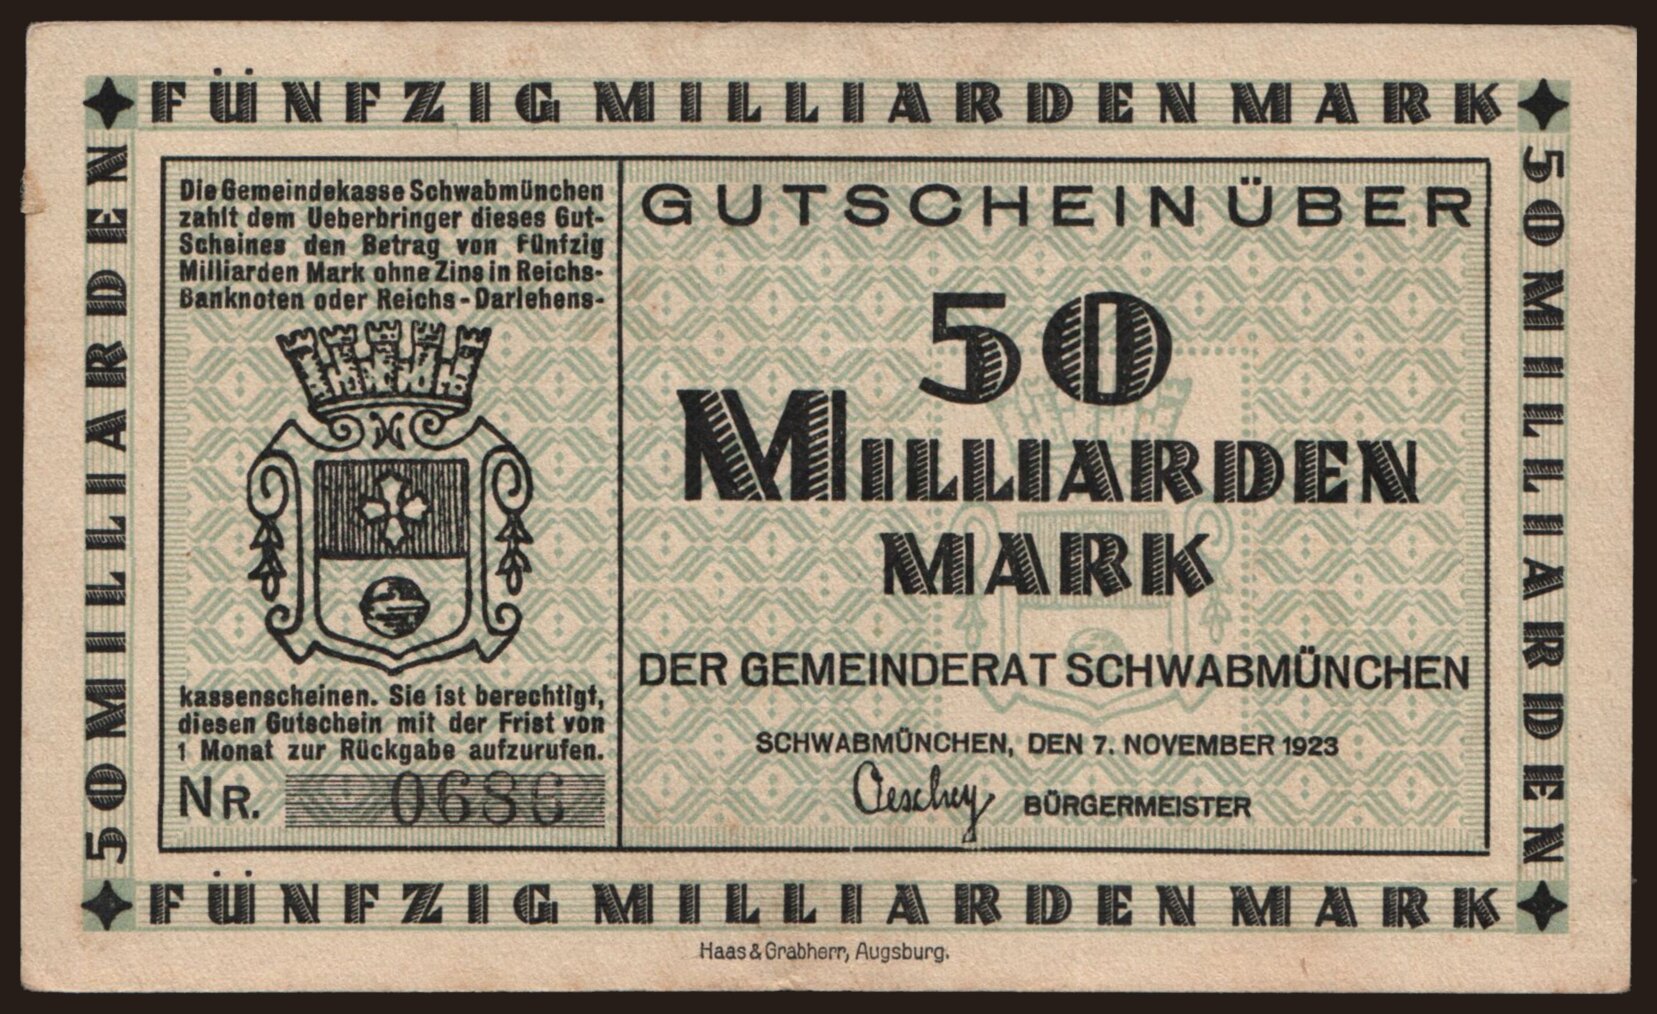 FÜNFZIG MILLIARDEN MARK
50 MILLIARDEN
50 MILLIARDEN
Die Gemeindekasse Schwabmünchen
zahlt dem Ueberbringer dieses Gut-
Scheines den Betrag von Fünfzig
Milliarden Mark ohne Zins in Reichs-
Banknoten oder Reichs-Darlehens-
kassenscheinen. Sie ist berechtigt,
diesen Gutschein mit der Frist von
1 Monat zur Rückgabe aufzurufen.
NR. 0686
GUTSCHEIN ÜBER
50
MILLIARDEN
MARK
DER GEMEINDERAT SCHWABMÜNCHEN
SCHWABMÜNCHEN, DEN 7. NOVEMBER 1923
BÜRGERMEISTER
FÜNFZIG MILLIARDEN MARK
Haas & Grabherr, Augsburg.